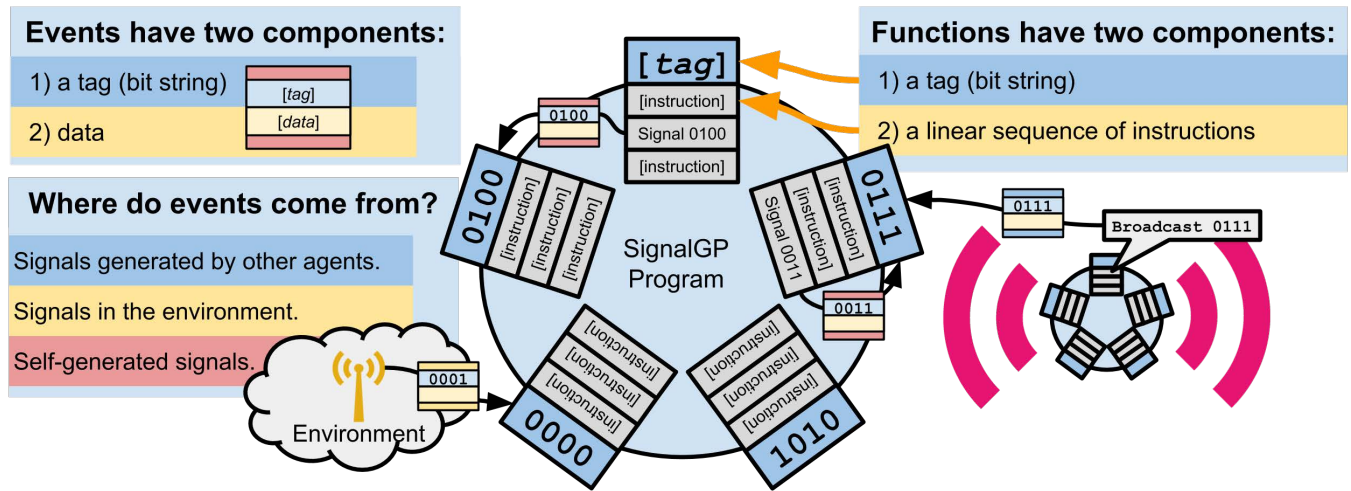 Events have two components:
1) a tag (bit string)
[tag]
2) data
[data]
Where do events come from?
Signals generated by other agents.
Signals in the environment.
Self-generated signals.
0001
Environment
[tag]
[instruction]
Signal 0100
[instruction]
0100
0100
[instruction]
[instruction]
[instruction]
SignalGP
Program
Signal 0011
[instruction]
[instruction]
0111
0011
[instruction]
[instruction]
[instruction]
0000
[instruction]
[instruction]
[instruction]
1010
Functions have two components:
1) a tag (bit string)
2) a linear sequence of instructions
0111
Broadcast 0111